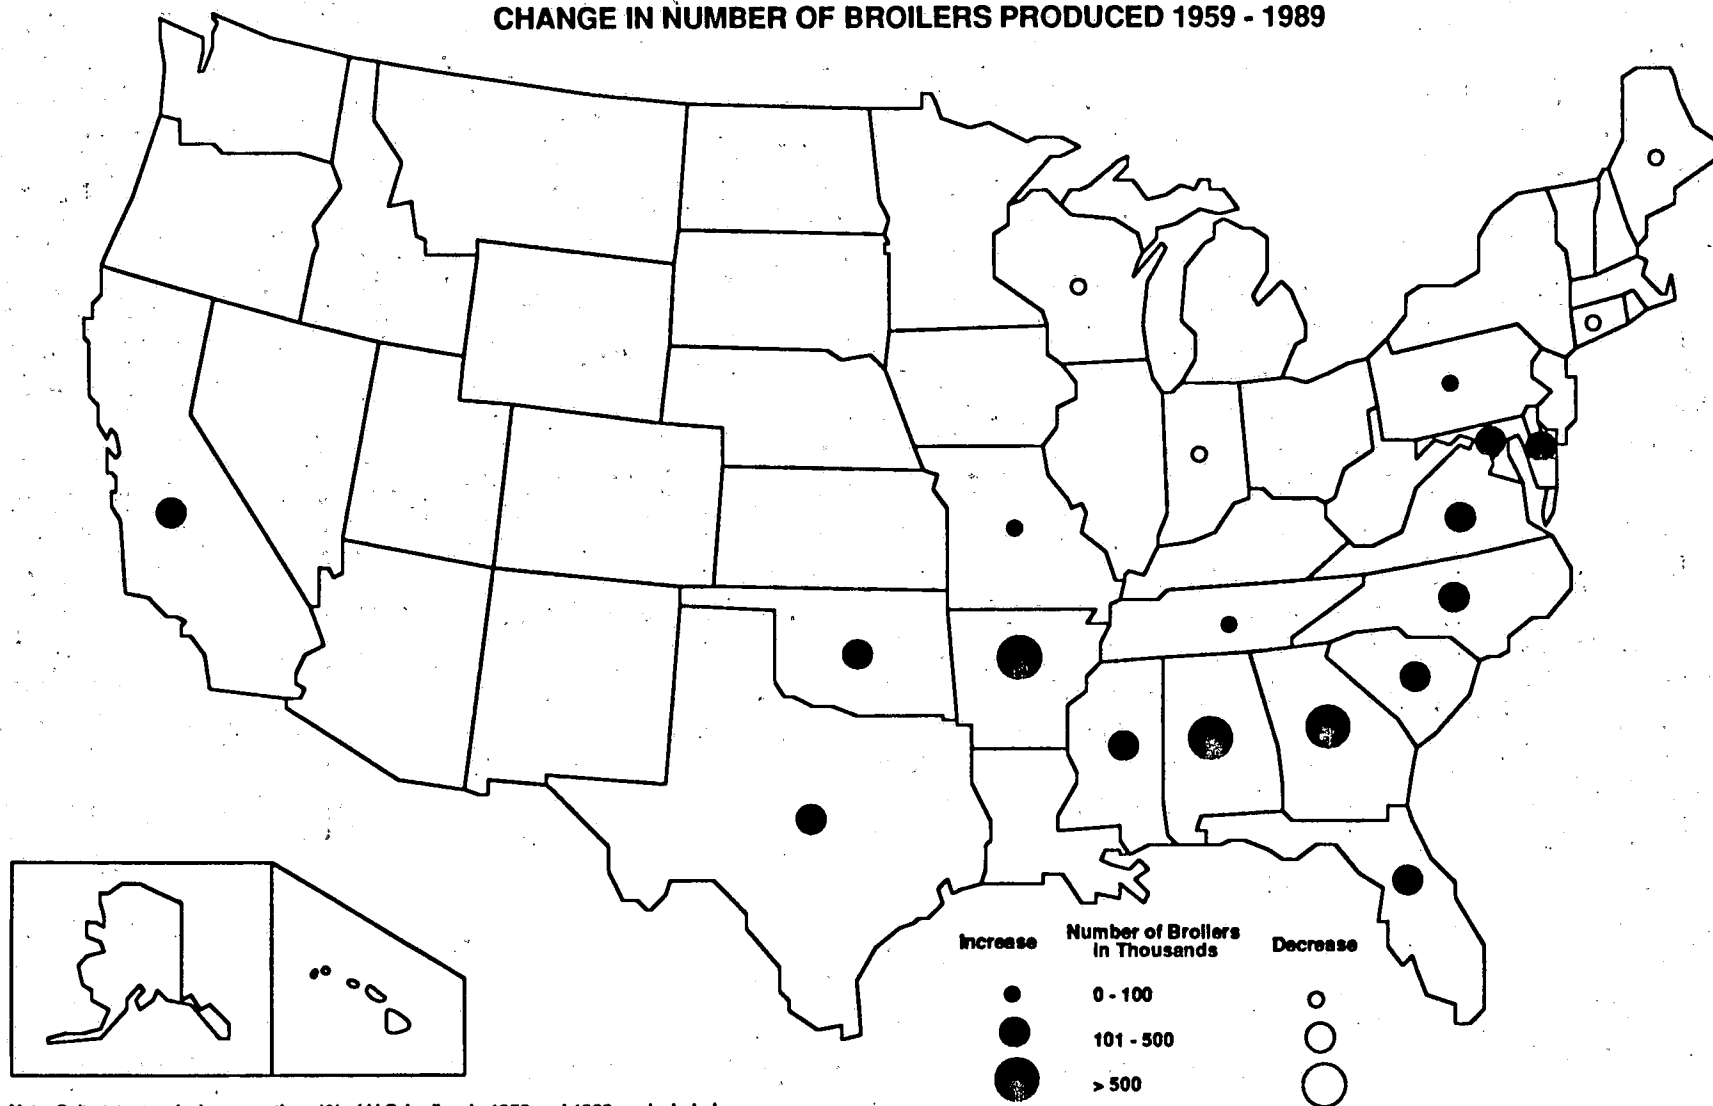 CHANGE IN NUMBER OF BROILERS PRODUCED 1959 - 1989
Increase
Number of Broilers
in Thousands
Decrease
0 - 100
101 - 500
> 500